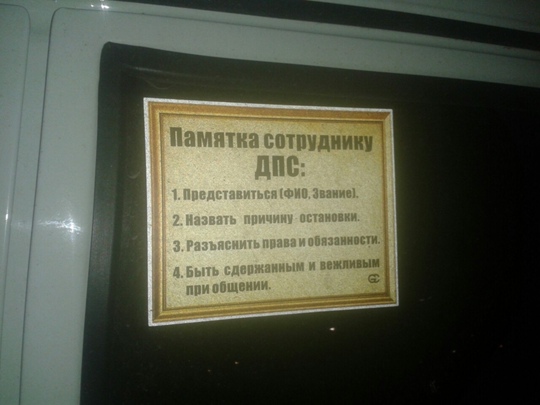 Памятка сотруднику
ДПС:
1. Представиться (ФИО, Звание).
2. Назвать причину остановки.
3. Разъяснить права и обязанности.
4. Быть сдержанным и вежливым
при общении.